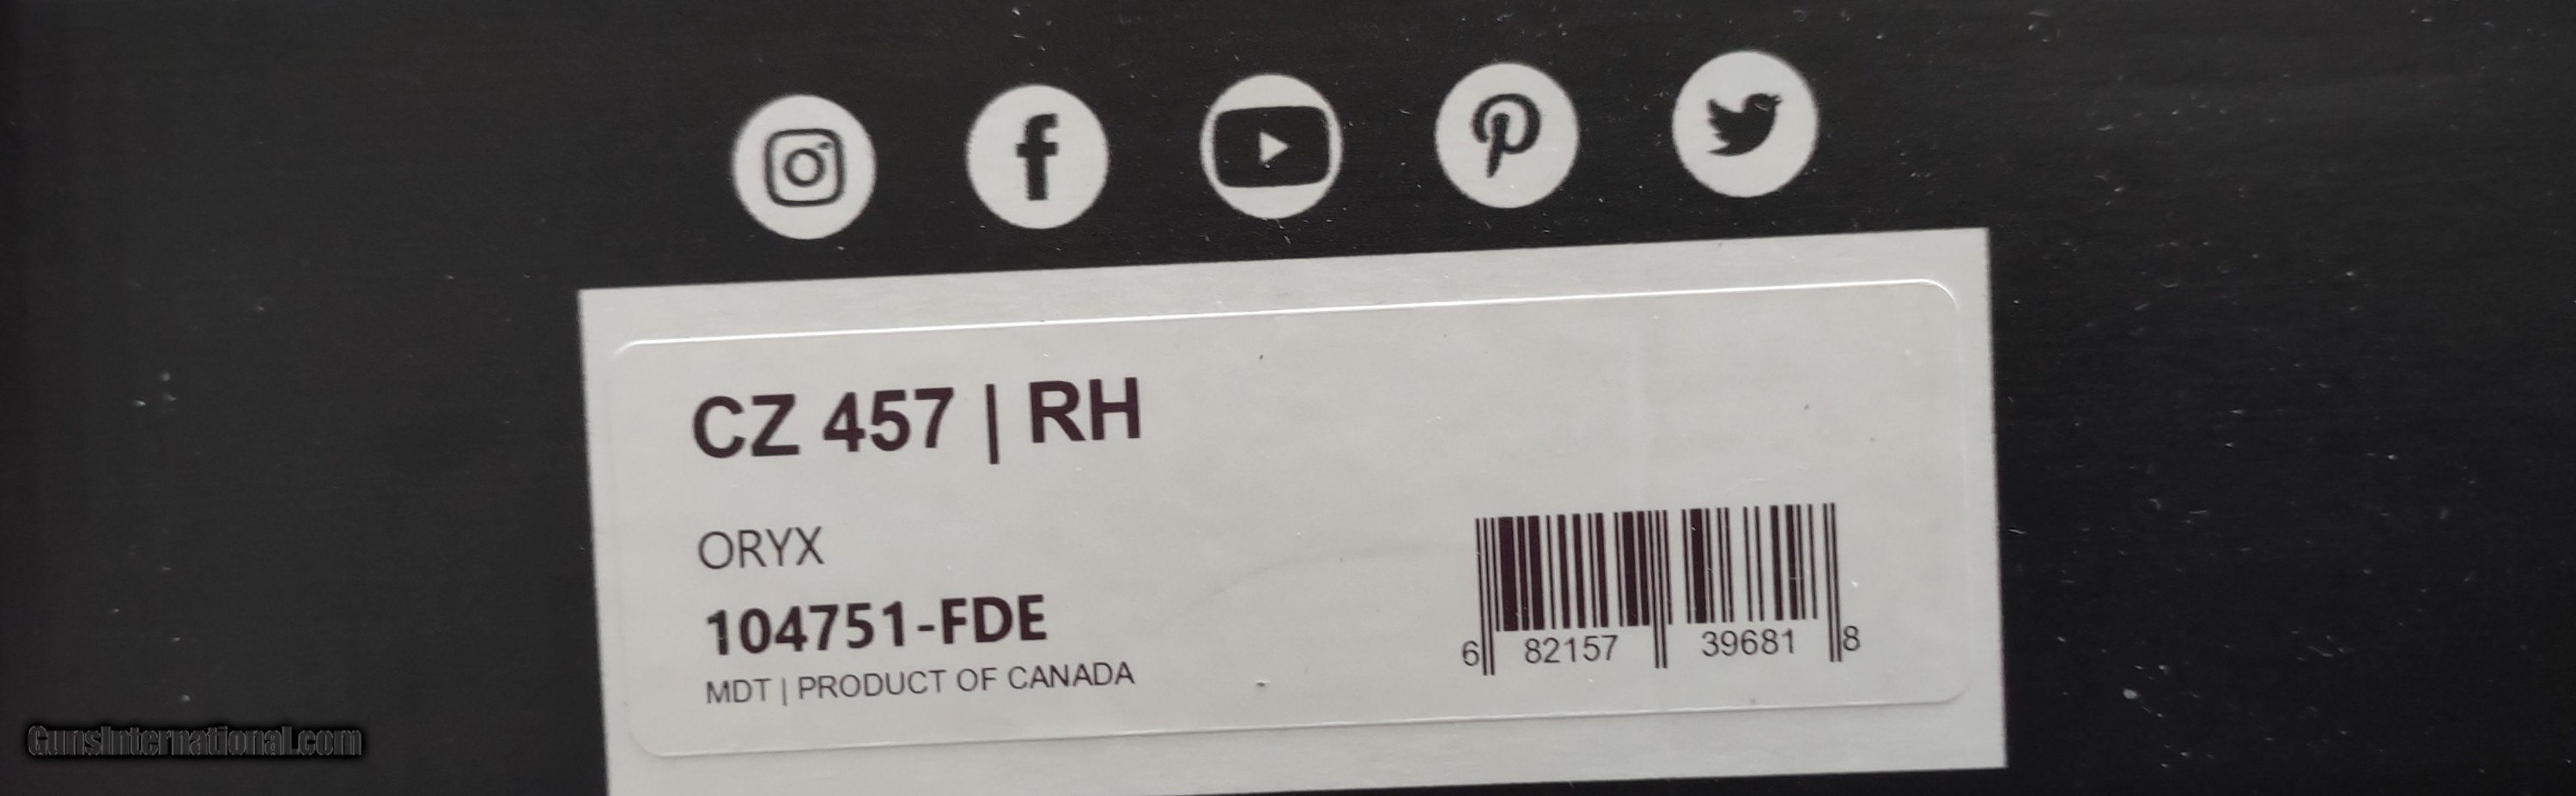 CZ 457 | RH
ORYX
104751-FDE
MDT | PRODUCT OF CANADA
6 82157 39681 8
GunsInternational.com